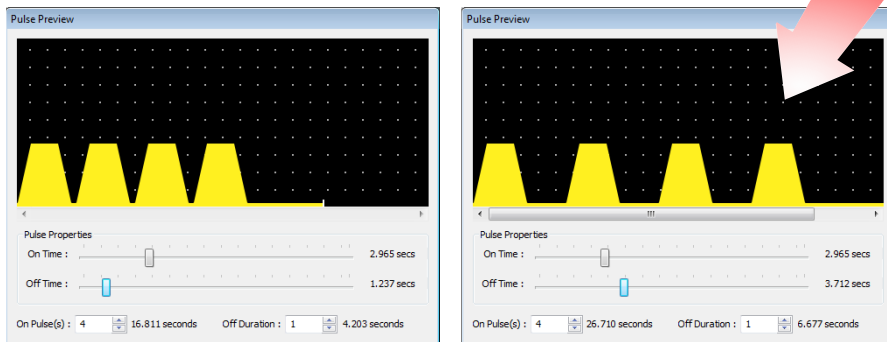 Pulse Preview
Pulse Properties
On Time : 2.965 secs
Off Time : 1.237 secs
On Pulse(s) : 4 16.811 seconds Off Duration : 1 4.203 seconds
Pulse Preview
Pulse Properties
On Time : 2.965 secs
Off Time : 3.712 secs
On Pulse(s) : 4 26.710 seconds Off Duration : 1 6.677 seconds